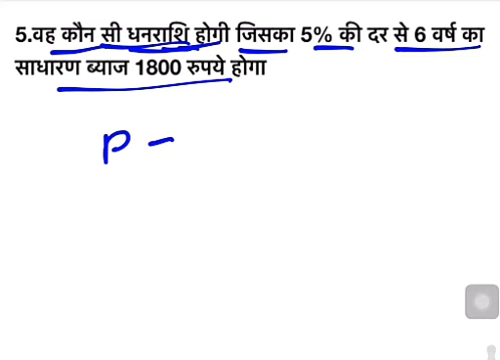 5.वह कौन सी धनराशि होगी जिसका 5% की दर से 6 वर्ष का
साधारण ब्याज 1800 रुपये होगा
P -